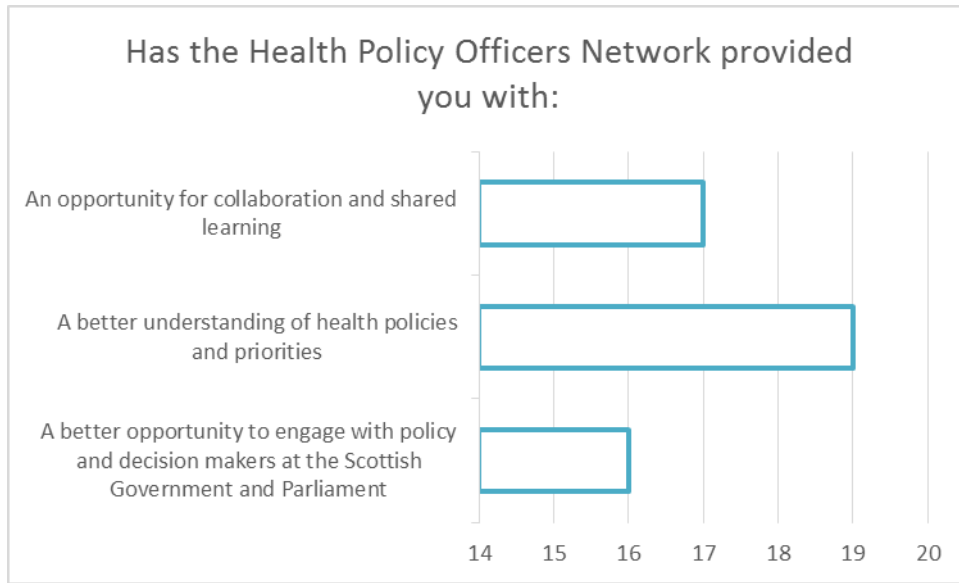 Has the Health Policy Officers Network provided
you with:
An opportunity for collaboration and shared
learning
A better understanding of health policies
and priorities
A better opportunity to engage with policy
and decision makers at the Scottish
Government and Parliament
14 15 16 17 18 19 20